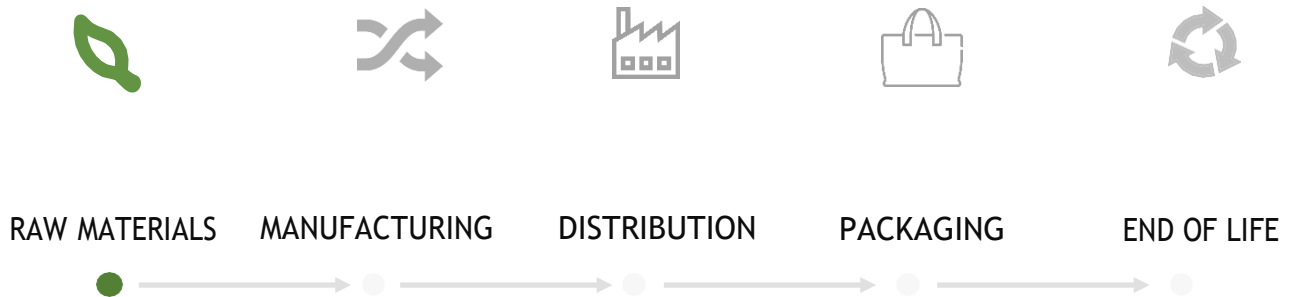 RAW MATERIALS MANUFACTURING DISTRIBUTION PACKAGING END OF LIFE